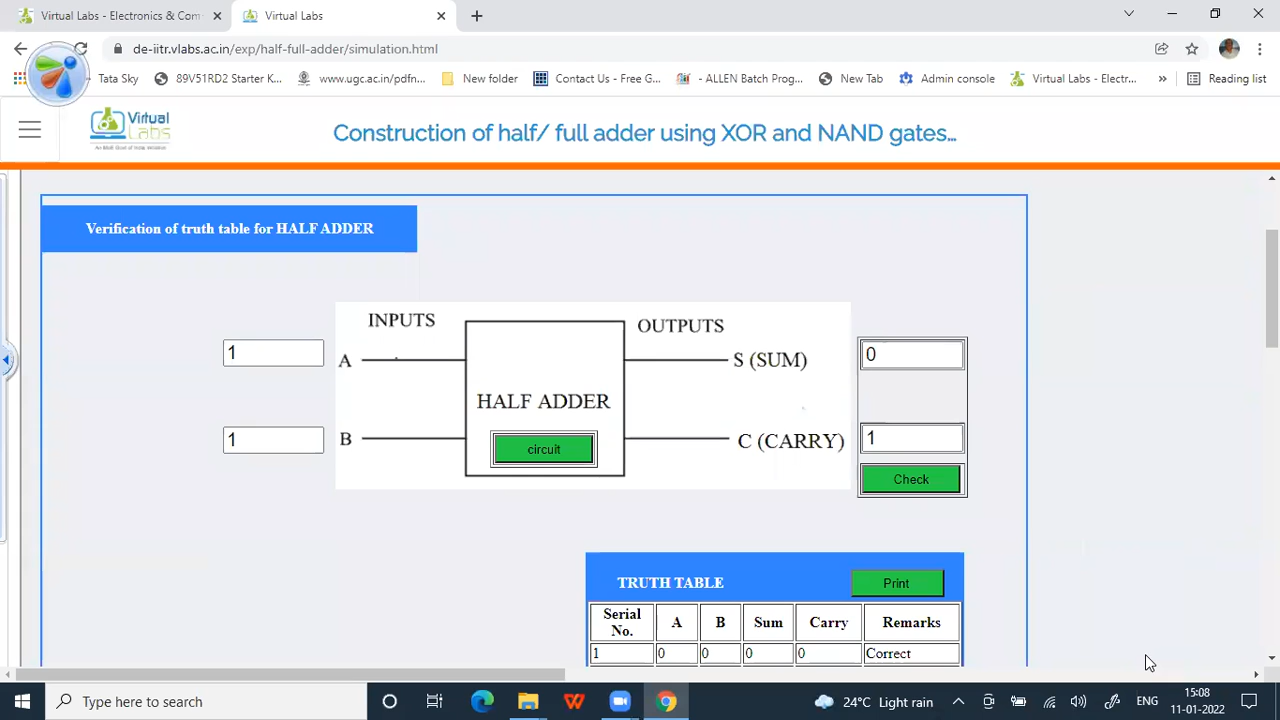 Virtual Labs - Electronics & Com
Virtual Labs
de-iitr.vlabs.ac.in/exp/half-full-adder/simulation.html
Tata Sky
89V51RD2 Starter K...
www.ugc.ac.in/pdfn...
New folder
Contact Us - Free G...
- ALLEN Batch Prog...
New Tab
Admin console
Virtual Labs - Electr...
Reading list
Virtual
Labs
Construction of half/ full adder using XOR and NAND gates...
Verification of truth table for HALF ADDER
INPUTS
OUTPUTS
1
A
S (SUM)
0
HALF ADDER
1
B
circuit
C (CARRY)
1
Check
TRUTH TABLE
Print
Serial No.
A
B
Sum
Carry
Remarks
1
0
0
0
0
Correct
Type here to search
24°C Light rain
ENG
15:08
11-01-2022